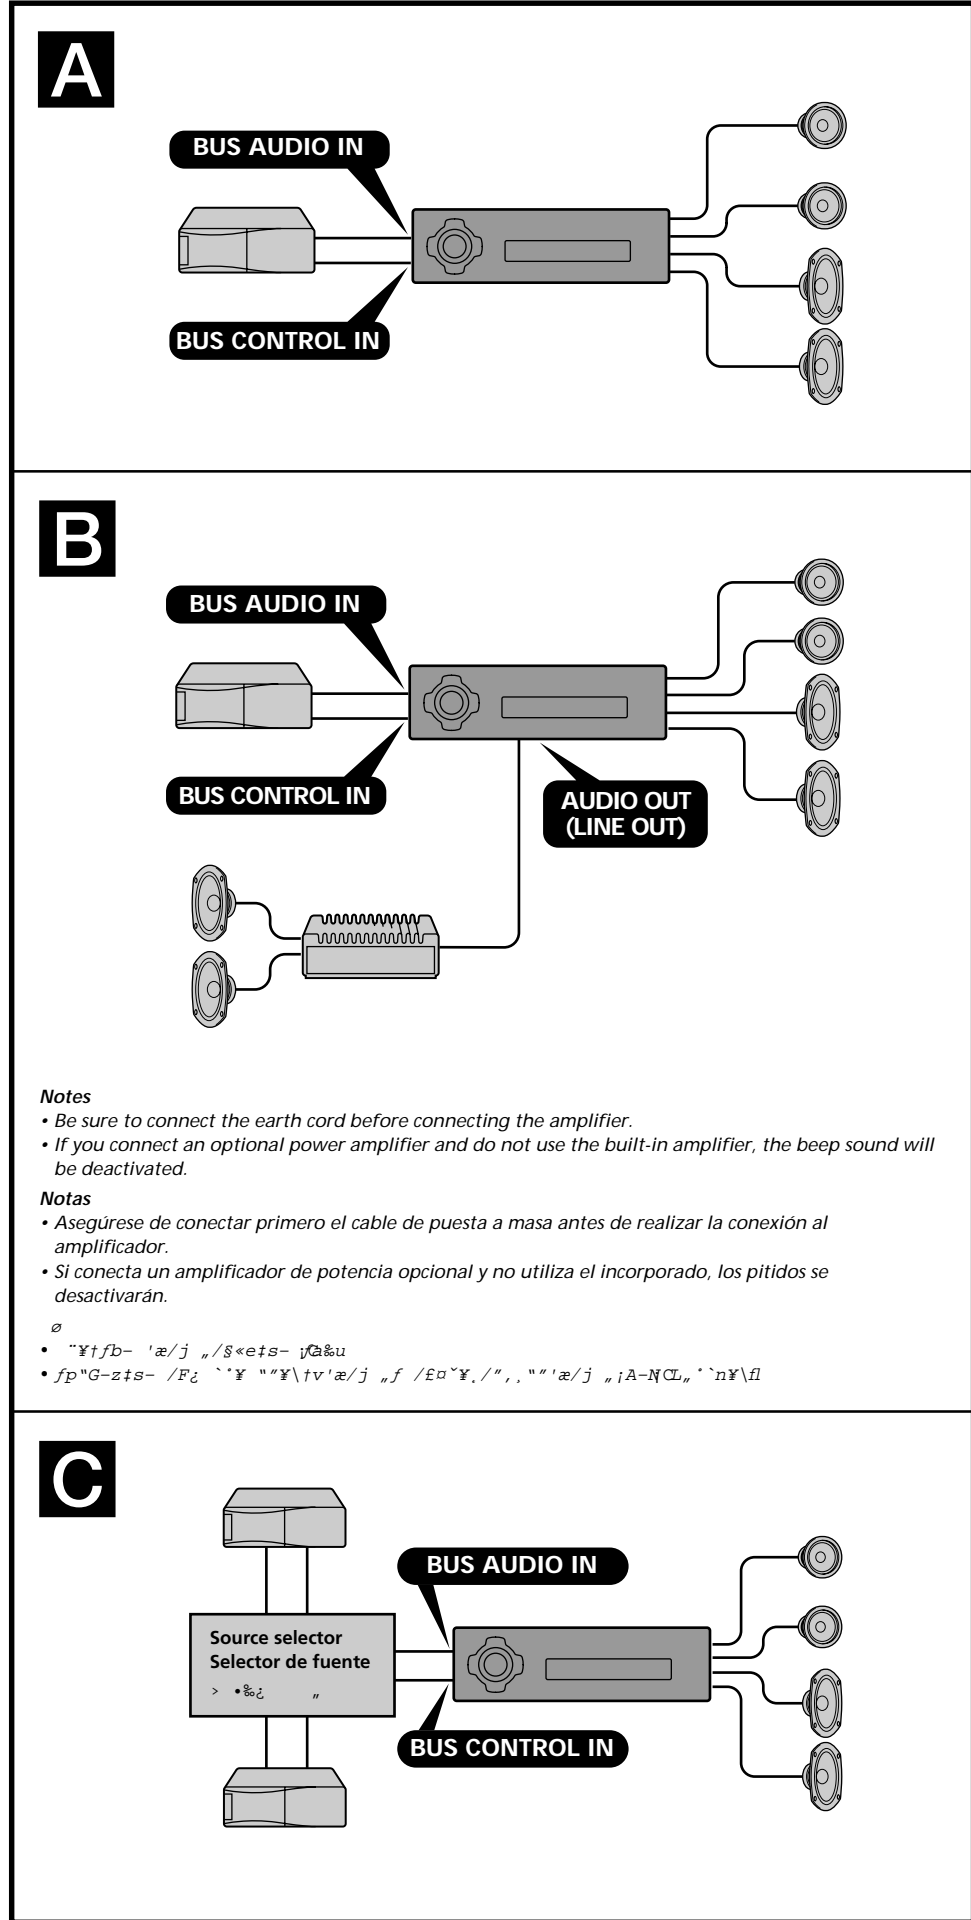 A
BUS AUDIO IN
BUS CONTROL IN
B
BUS AUDIO IN
BUS CONTROL IN
AUDIO OUT
(LINE OUT)
Notes
• Be sure to connect the earth cord before connecting the amplifier.
• If you connect an optional power amplifier and do not use the built-in amplifier, the beep sound will
be deactivated.
Notas
• Asegúrese de conectar primero el cable de puesta a masa antes de realizar la conexión al
amplificador.
• Si conecta un amplificador de potencia opcional y no utiliza el incorporado, los pitidos se
desactivarán.
C
BUS AUDIO IN
Source selector
Selector de fuente
BUS CONTROL IN